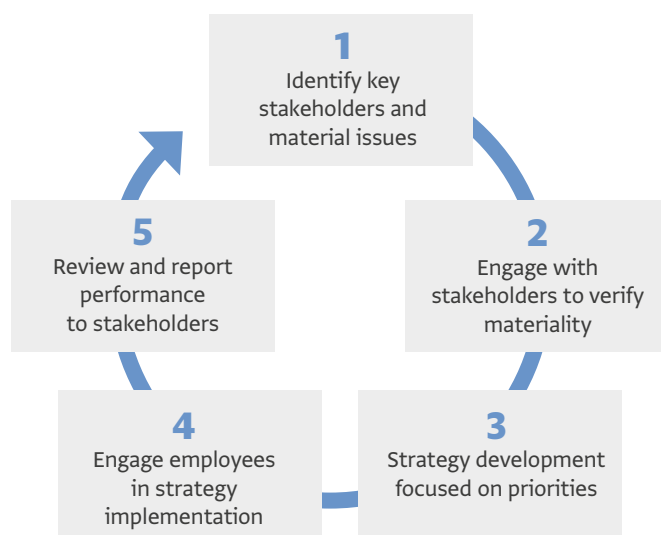 1
Identify key
stakeholders and
material issues
2
Engage with
stakeholders to verify
materiality
3
Strategy development
focused on priorities
4
Engage employees
in strategy
implementation
5
Review and report
performance
to stakeholders